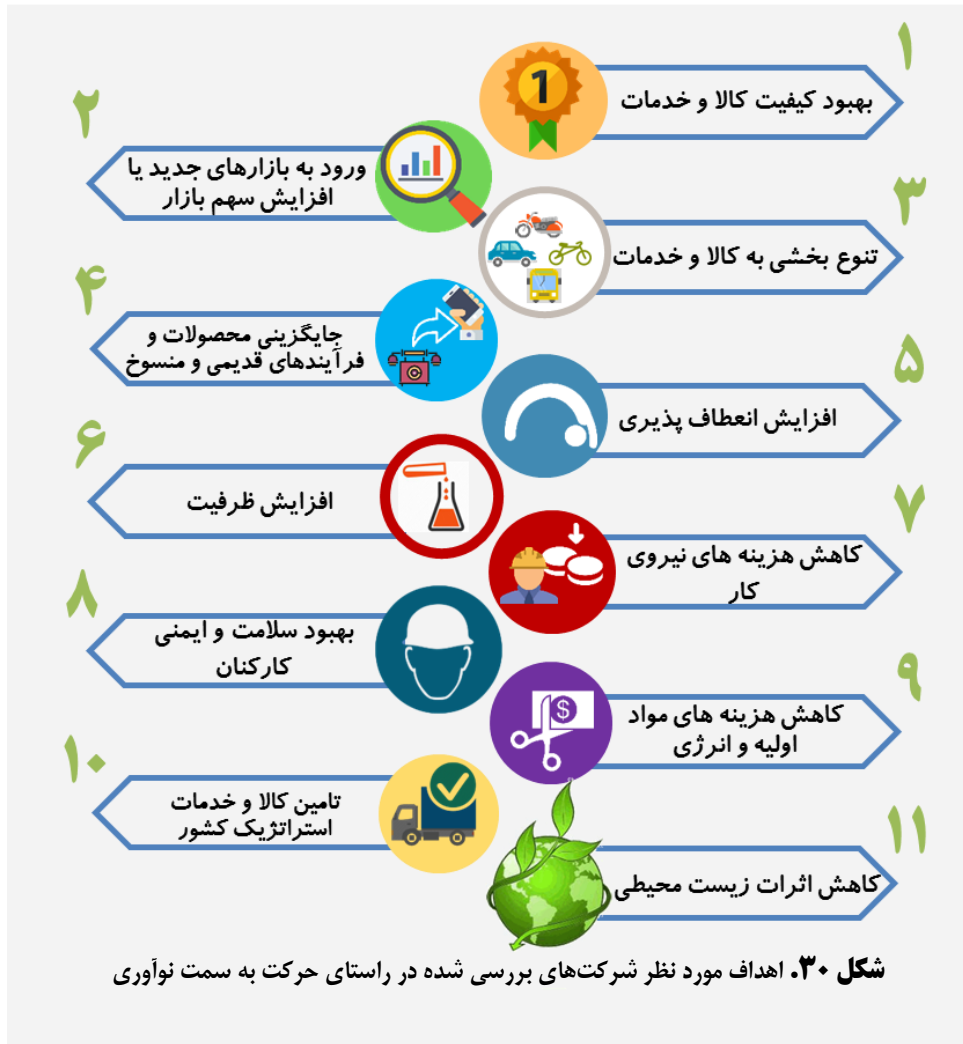 ۱
بهبود کیفیت کالا و خدمات
۲
ورود به بازارهای جدید یا
افزایش سهم بازار
۳
تنوع بخشی به کالا و خدمات
۴
جایگزینی محصولات و
فرآیندهای قدیمی و منسوخ
۵
افزایش انعطاف پذیری
۶
افزایش ظرفیت
۷
کاهش هزینه های نیروی
کار
۸
بهبود سلامت و ایمنی
کارکنان
۹
کاهش هزینه های مواد
اولیه و انرژی
۱۰
تامین کالا و خدمات
استراتژیک کشور
۱۱
کاهش اثرات زیست محیطی
1
$
شکل ۳۰. اهداف مورد نظر شرکت‌های بررسی شده در راستای حرکت به سمت نوآوری